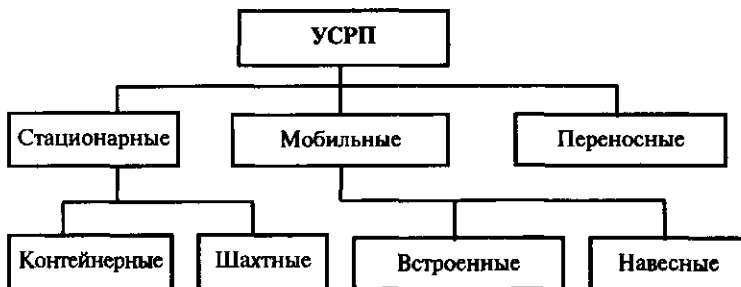 УСРП
Стационарные
Мобильные
Переносные
Контейнерные
Шахтные
Встроенные
Навесные